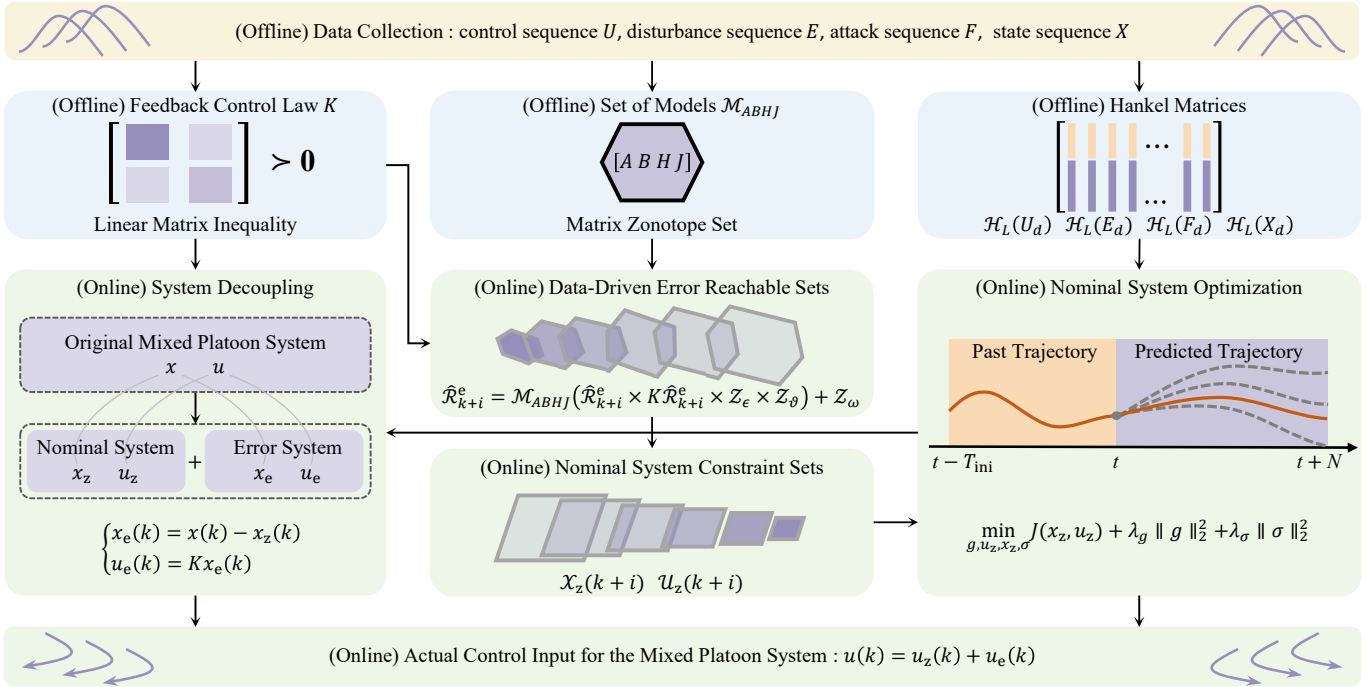 (Offline) Data Collection : control sequence U, disturbance sequence E, attack sequence F, state sequence X
(Offline) Feedback Control Law K
≻ 0
Linear Matrix Inequality
(Offline) Set of Models ℳ_ABHJ
[A B H J]
Matrix Zonotope Set
(Offline) Hankel Matrices
...
...
ℋ_L(U_d) ℋ_L(E_d) ℋ_L(F_d) ℋ_L(X_d)
(Online) System Decoupling
Original Mixed Platoon System
x u
Nominal System
x_z u_z
+
Error System
x_e u_e
{x_e(k) = x(k) − x_z(k)
u_e(k) = Kx_e(k)
(Online) Data-Driven Error Reachable Sets
ℛ̂^e_{k+i} = ℳ_ABHJ(ℛ̂^e_{k+i} × Kℛ̂^e_{k+i} × 𝒵_ϵ × 𝒵_ϑ) + 𝒵_ω
(Online) Nominal System Constraint Sets
𝒳_z(k + i) 𝒰_z(k + i)
(Online) Nominal System Optimization
Past Trajectory
Predicted Trajectory
t − T_ini
t
t + N
min J(x_z, u_z) + λ_g ∥ g ∥²₂ +λ_σ ∥ σ ∥²₂
g,u_z,x_z,σ
(Online) Actual Control Input for the Mixed Platoon System : u(k) = u_z(k) + u_e(k)